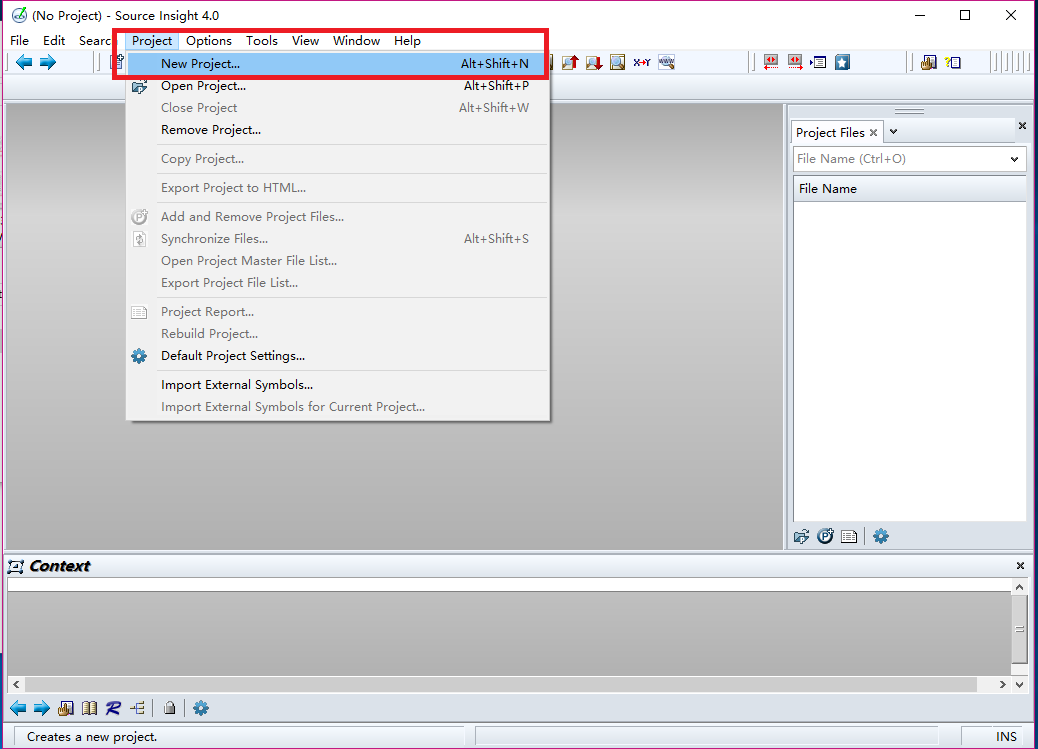 (No Project) - Source Insight 4.0
File Edit Searc Project Options Tools View Window Help
New Project... Alt+Shift+N
Open Project... Alt+Shift+P
Close Project Alt+Shift+W
Remove Project...
Copy Project...
Export Project to HTML...
Add and Remove Project Files...
Synchronize Files... Alt+Shift+S
Open Project Master File List...
Export Project File List...
Project Report...
Rebuild Project...
Default Project Settings...
Import External Symbols...
Import External Symbols for Current Project...
X→Y
WWW
Project Files
File Name (Ctrl+O)
File Name
Context
Creates a new project.
INS